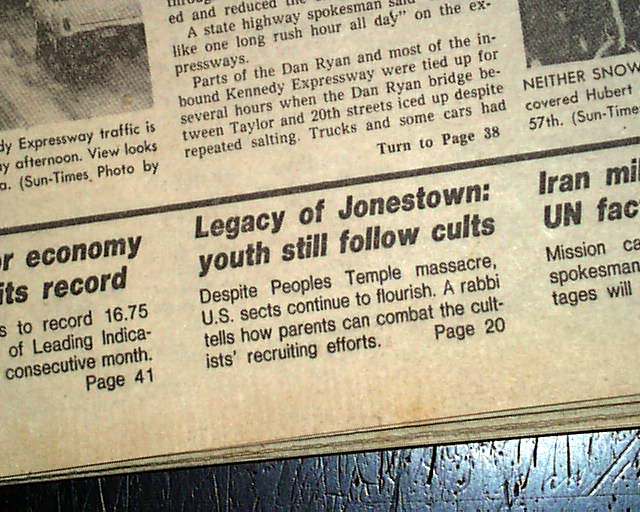 ed and reduced the
A state highway spokesman said
like one long rush hour all day" on the ex-
pressways.
Parts of the Dan Ryan and most of the in-
bound Kennedy Expressway were tied up for
several hours when the Dan Ryan bridge be-
tween Taylor and 20th streets iced up despite
repeated salting. Trucks and some cars had
Turn to Page 38
dy Expressway traffic is
y afternoon. View looks
a. (Sun-Times Photo by
NEITHER SNOW
covered Hubert
57th. (Sun-Time
r economy
its record
s to record 16.75
of Leading Indica-
consecutive month.
Page 41
Legacy of Jonestown:
youth still follow cults
Despite Peoples Temple massacre,
U.S. sects continue to flourish. A rabbi
tells how parents can combat the cult-
ists' recruiting efforts. Page 20
Iran mi
UN fac
Mission ca
spokesman
tages will